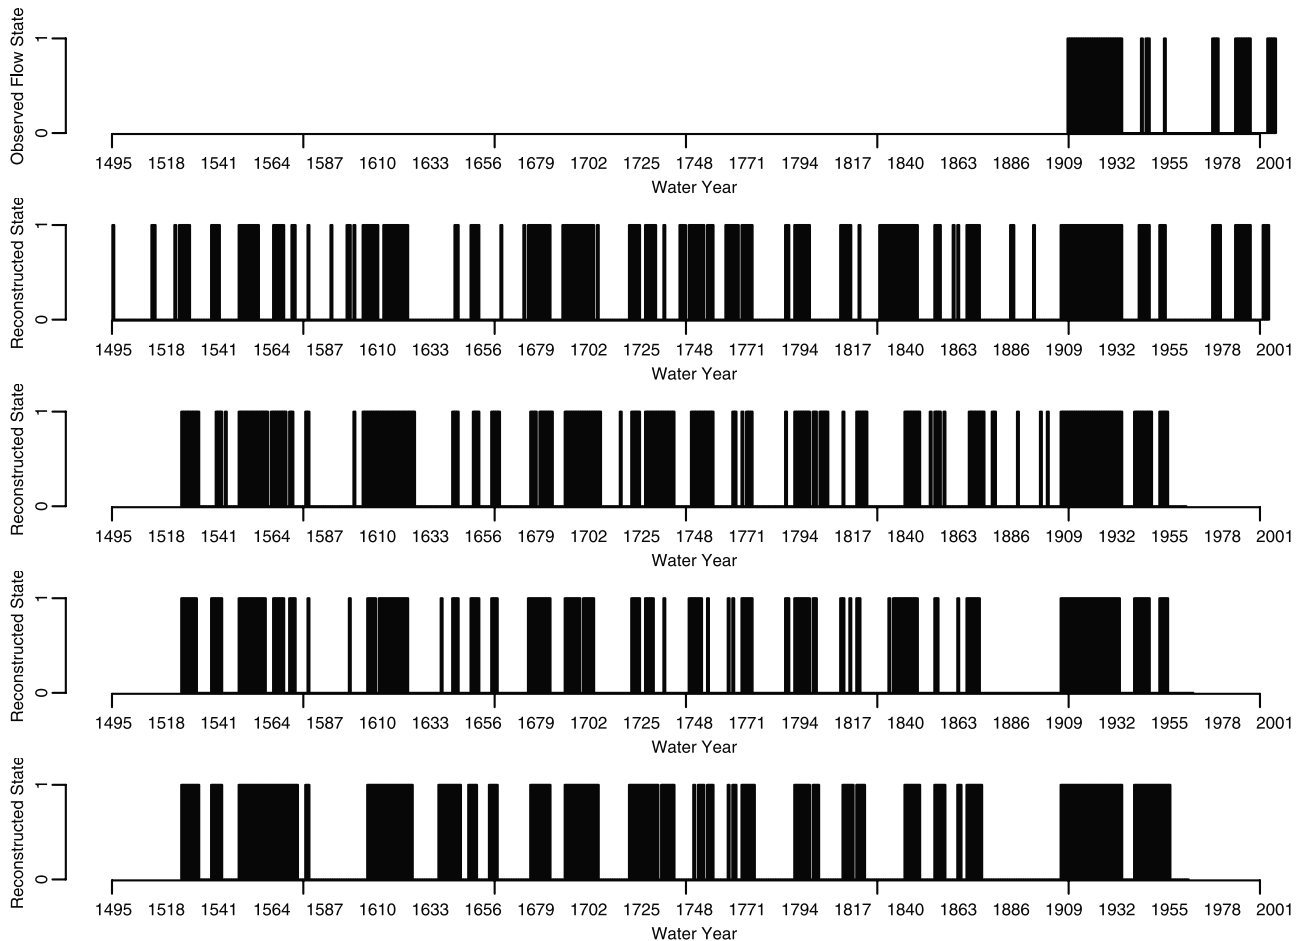 Observed Flow State
1
0
1495 1518 1541 1564 1587 1610 1633 1656 1679 1702 1725 1748 1771 1794 1817 1840 1863 1886 1909 1932 1955 1978 2001
Water Year
Reconstructed State
1
0
1495 1518 1541 1564 1587 1610 1633 1656 1679 1702 1725 1748 1771 1794 1817 1840 1863 1886 1909 1932 1955 1978 2001
Water Year
Reconstructed State
1
0
1495 1518 1541 1564 1587 1610 1633 1656 1679 1702 1725 1748 1771 1794 1817 1840 1863 1886 1909 1932 1955 1978 2001
Water Year
Reconstructed State
1
0
1495 1518 1541 1564 1587 1610 1633 1656 1679 1702 1725 1748 1771 1794 1817 1840 1863 1886 1909 1932 1955 1978 2001
Water Year
Reconstructed State
1
0
1495 1518 1541 1564 1587 1610 1633 1656 1679 1702 1725 1748 1771 1794 1817 1840 1863 1886 1909 1932 1955 1978 2001
Water Year